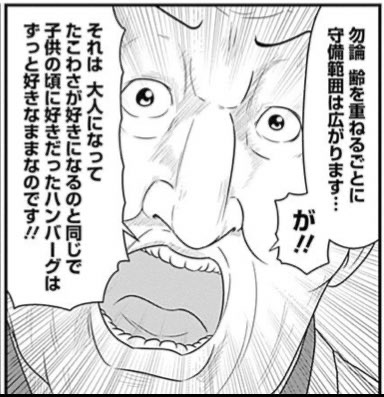 勿論 齢を重ねるごとに
守備範囲は広がります…
が!!
それは 大人になって
たこわさが好きになるのと同じで
子供の頃に好きだったハンバーグは
ずっと好きなままなのです!!